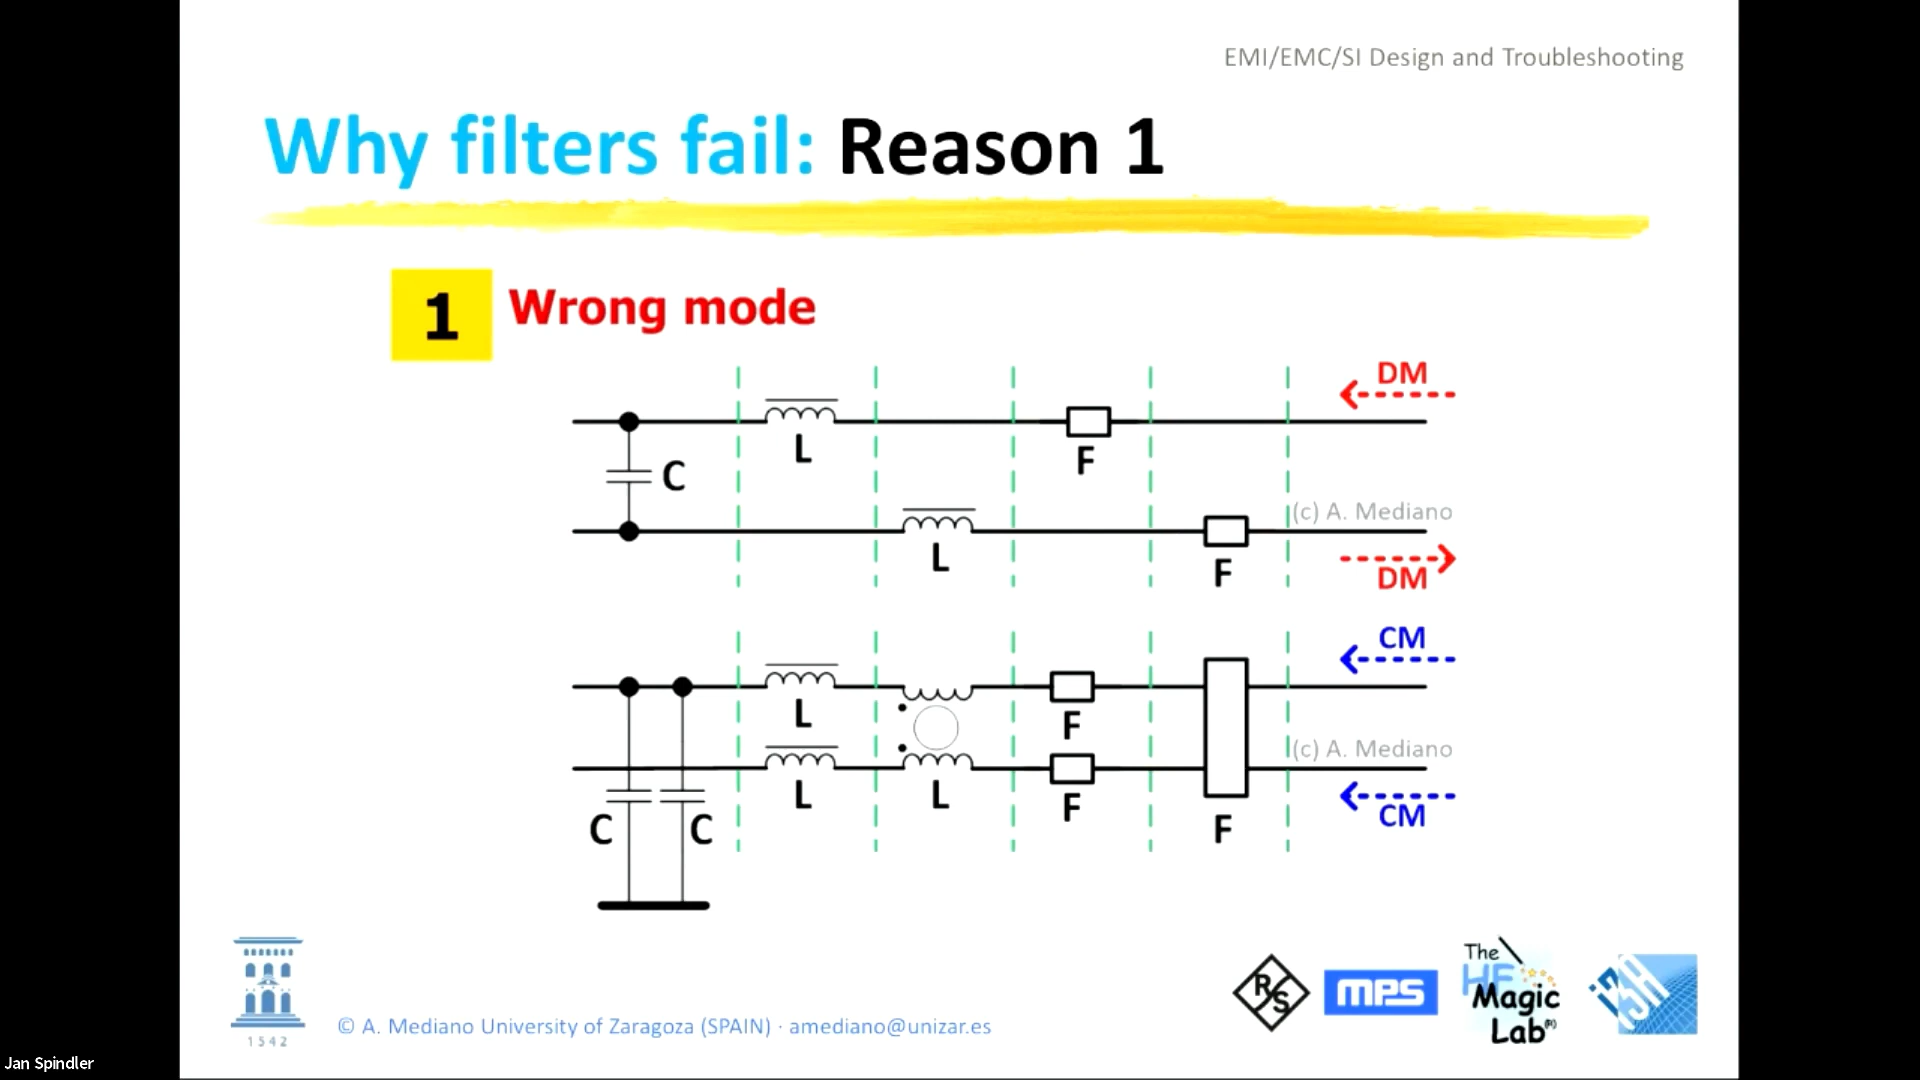 EMI/EMC/SI Design and Troubleshooting
Why filters fail: Reason 1
1 Wrong mode
DM
L
F
C
(c) A. Mediano
L
F
DM
CM
L
F
(c) A. Mediano
L
L
F
CM
C
C
F
1542
© A. Mediano University of Zaragoza (SPAIN) · amediano@unizar.es
R/S
MPS
The
HF
Magic
Lab(R)
Jan Spindler